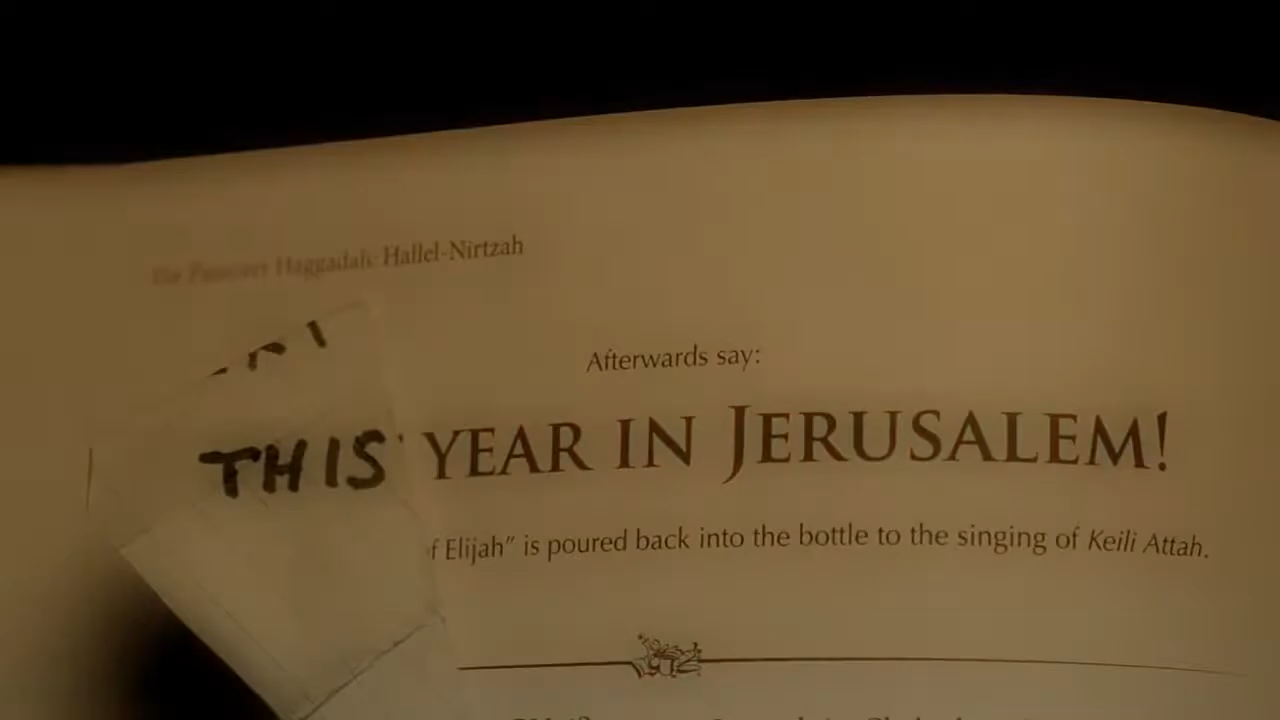 The Passover Haggadah: Hallel-Nirtzah
Afterwards say:
THIS YEAR IN JERUSALEM!
f Elijah” is poured back into the bottle to the singing of Keili Attah.